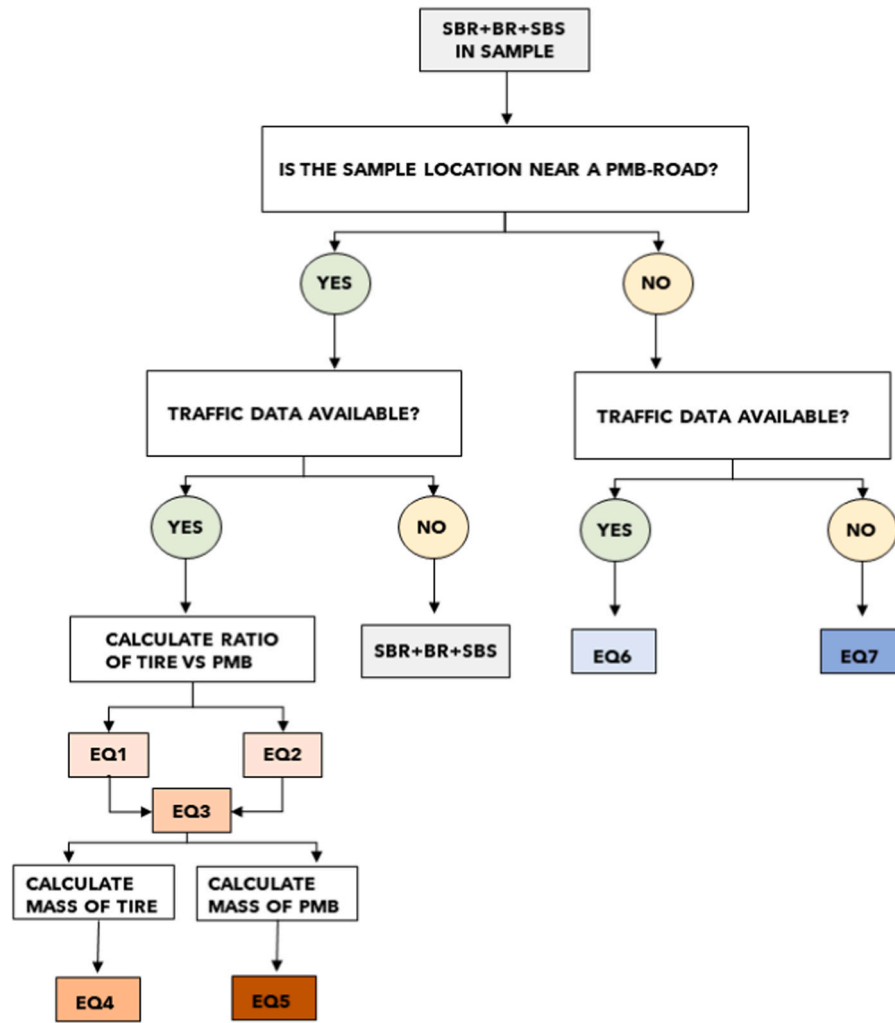 SBR+BR+SBS
IN SAMPLE
IS THE SAMPLE LOCATION NEAR A PMB-ROAD?
YES
NO
TRAFFIC DATA AVAILABLE?
TRAFFIC DATA AVAILABLE?
YES
NO
YES
NO
CALCULATE RATIO
OF TIRE VS PMB
SBR+BR+SBS
EQ6
EQ7
EQ1
EQ2
EQ3
CALCULATE
MASS OF TIRE
CALCULATE
MASS OF PMB
EQ4
EQ5